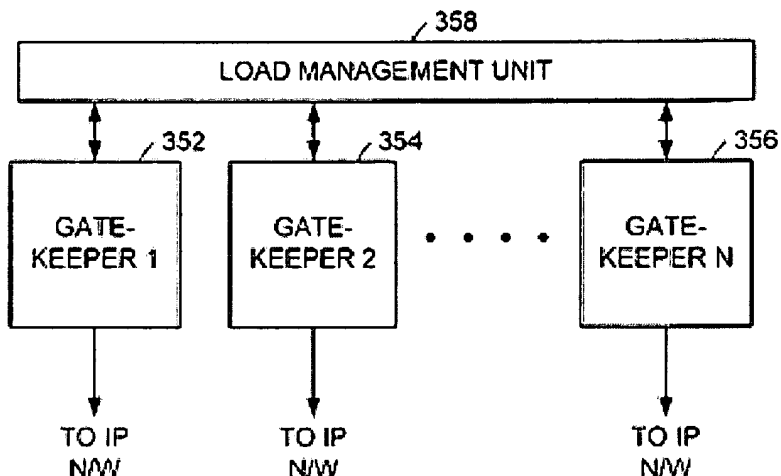 358
LOAD MANAGEMENT UNIT
352
354
356
GATE-
KEEPER 1
GATE-
KEEPER 2
GATE-
KEEPER N
TO IP
N/W
TO IP
N/W
TO IP
N/W